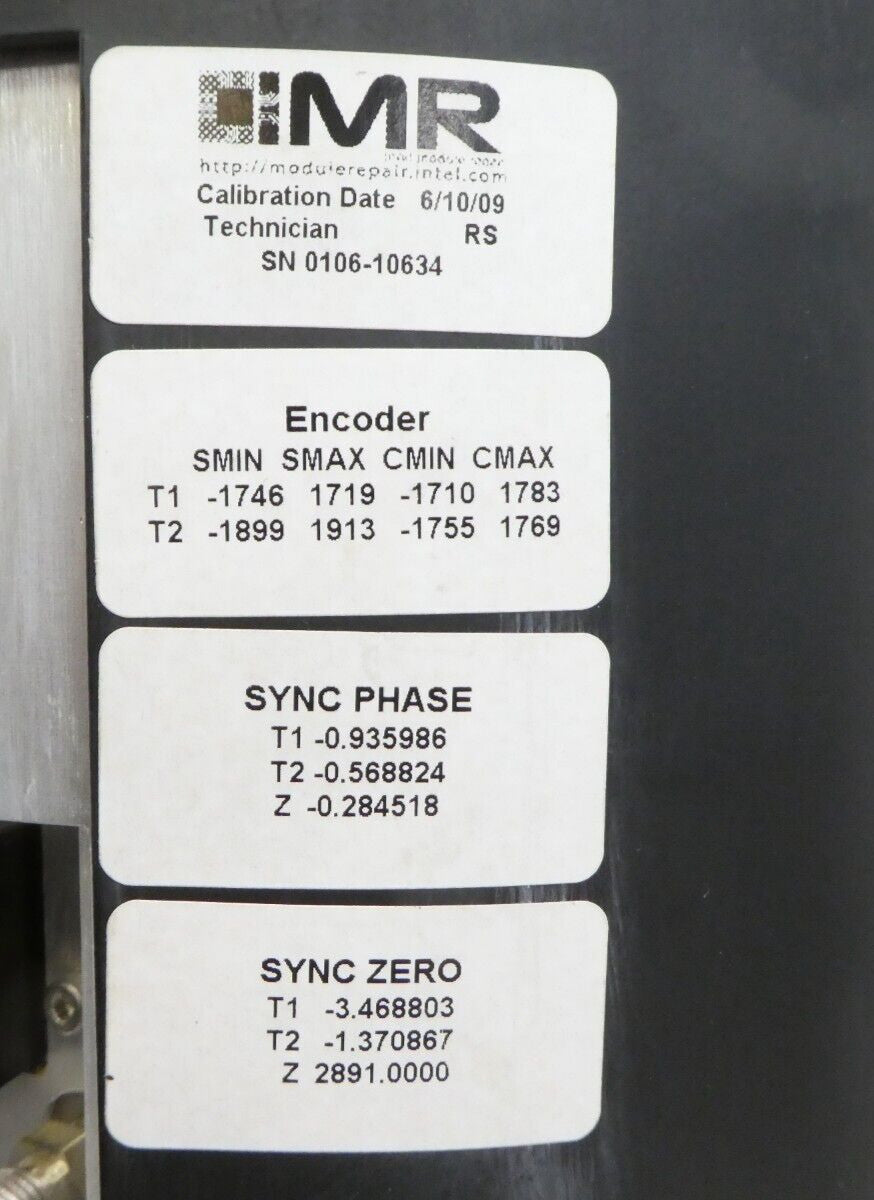 IMR
http://modulerepair.intel.com
Calibration Date 6/10/09
Technician RS
SN 0106-10634
Encoder
SMIN SMAX CMIN CMAX
T1 -1746 1719 -1710 1783
T2 -1899 1913 -1755 1769
SYNC PHASE
T1 -0.935986
T2 -0.568824
Z -0.284518
SYNC ZERO
T1 -3.468803
T2 -1.370867
Z 2891.0000